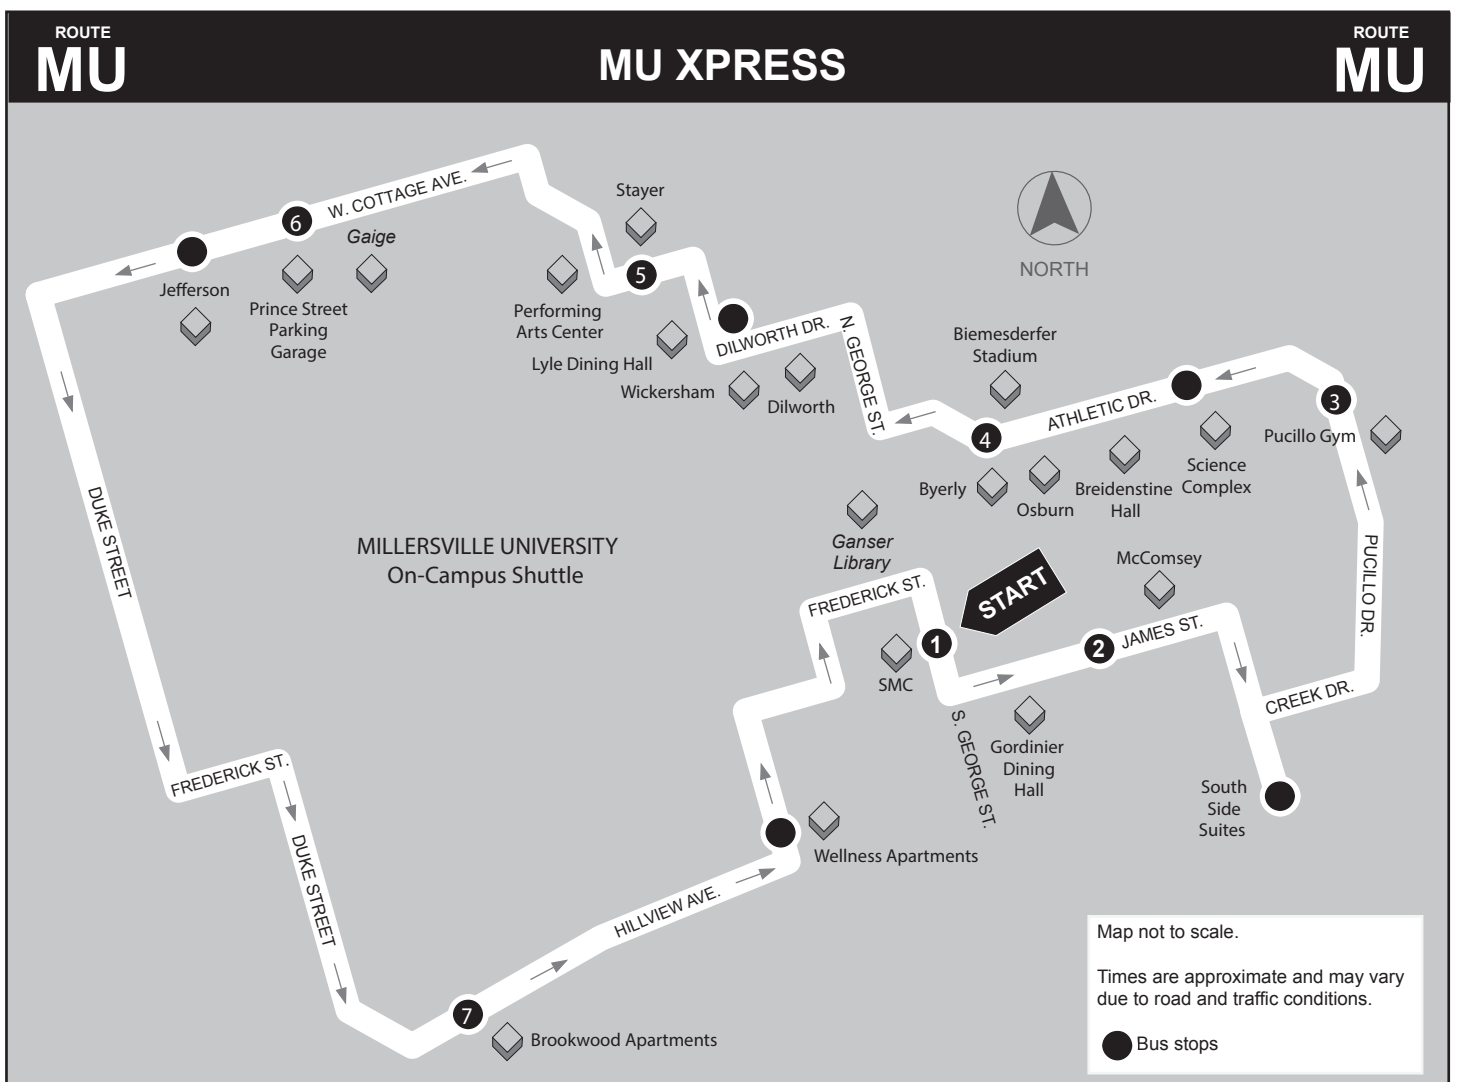 ROUTE
MU
MU XPRESS
ROUTE
MU
W. COTTAGE AVE.
6
Gaige
Jefferson
Prince Street
Parking
Garage
Stayer
5
Performing
Arts Center
Lyle Dining Hall
Wickersham
DILWORTH DR.
Dilworth
N. GEORGE ST.
NORTH
Biemesderfer
Stadium
ATHLETIC DR.
3
Pucillo Gym
4
Byerly
Osburn
Breidenstine
Hall
Science
Complex
DUKE STREET
MILLERSVILLE UNIVERSITY
On-Campus Shuttle
Ganser
Library
FREDERICK ST.
START
McComsey
PUCILLO DR.
1
2
JAMES ST.
SMC
CREEK DR.
S. GEORGE ST.
Gordinier
Dining
Hall
South
Side
Suites
FREDERICK ST.
DUKE STREET
Wellness Apartments
HILLVIEW AVE.
7
Brookwood Apartments
Map not to scale.
Times are approximate and may vary
due to road and traffic conditions.
Bus stops